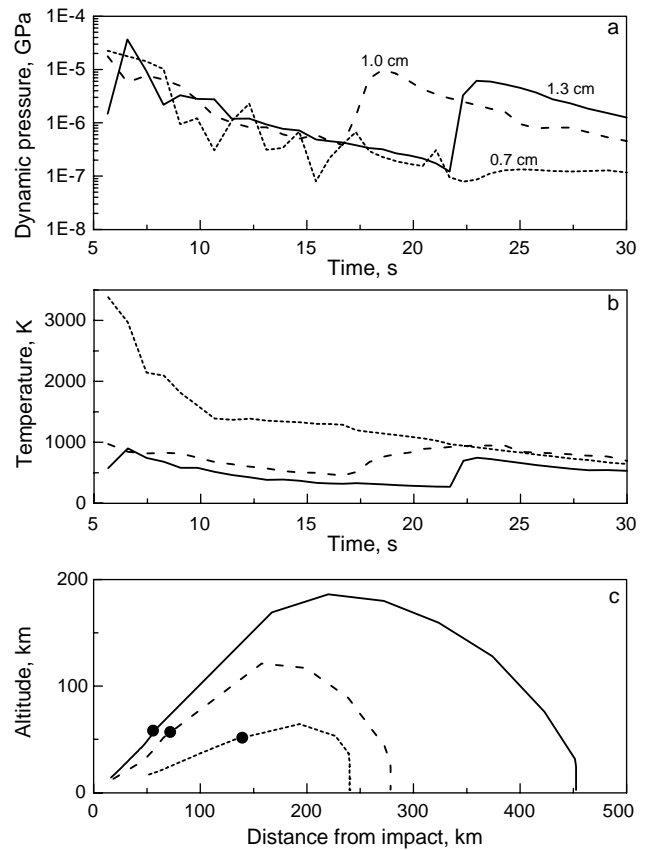 a
1E-4
1E-5
1E-6
1E-7
1E-8
Dynamic pressure, GPa
1.0 cm
1.3 cm
0.7 cm
5 10 15 20 25 30
Time, s
b
3000
2000
1000
0
Temperature, K
5 10 15 20 25 30
Time, s
c
200
100
0
Altitude, km
0 100 200 300 400 500
Distance from impact, km